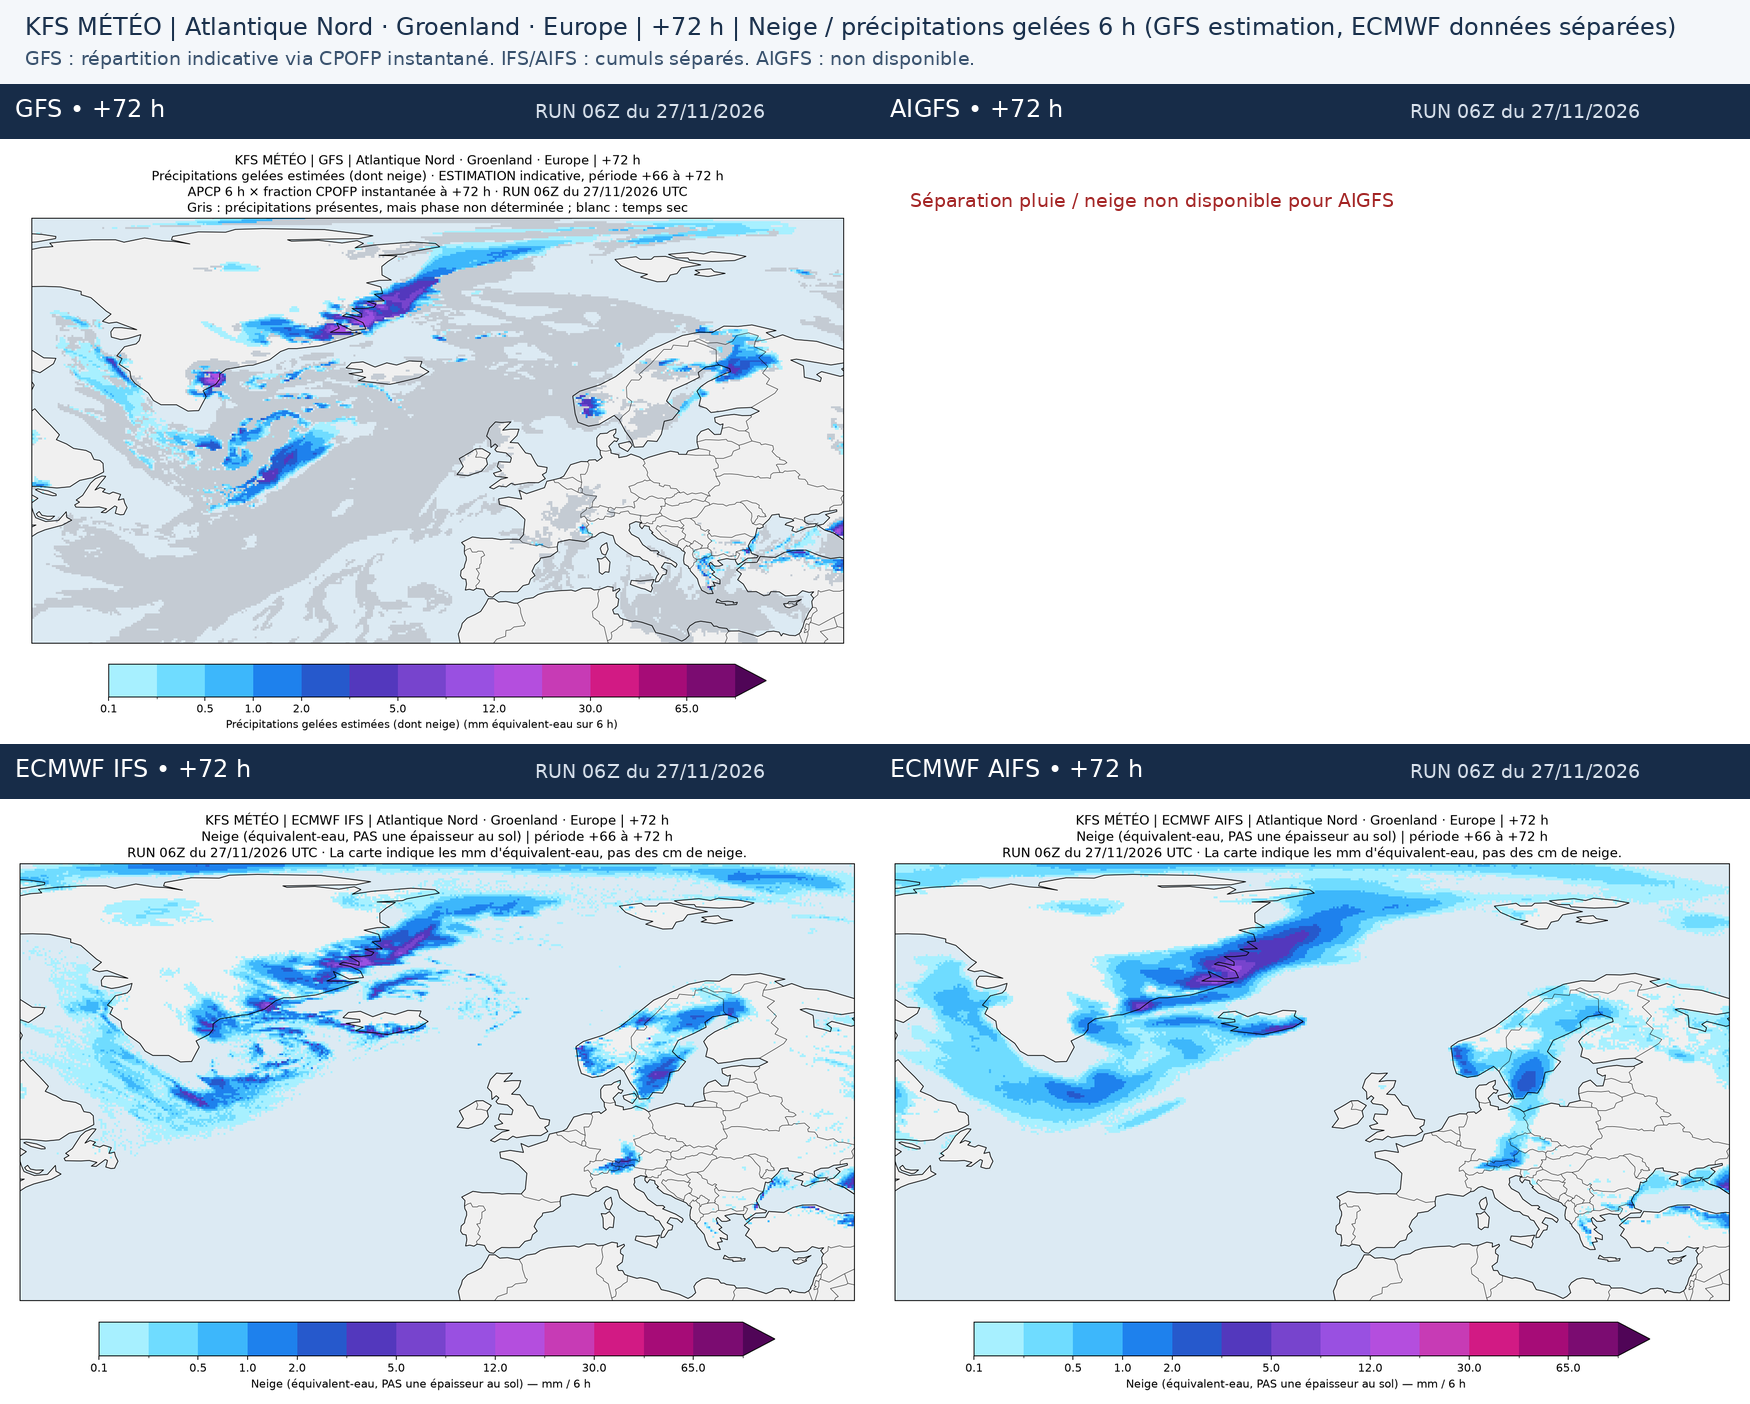 KFS MÉTÉO | Atlantique Nord · Groenland · Europe | +72 h | Neige / précipitations gelées 6 h (GFS estimation, ECMWF données séparées)
GFS : répartition indicative via CPOFP instantané. IFS/AIFS : cumuls séparés. AIGFS : non disponible.
GFS • +72 h
RUN 06Z du 27/11/2026
AIGFS • +72 h
RUN 06Z du 27/11/2026
KFS MÉTÉO | GFS | Atlantique Nord · Groenland · Europe | +72 h
Précipitations gelées estimées (dont neige) · ESTIMATION indicative, période +66 à +72 h
APCP 6 h × fraction CPOFP instantanée à +72 h · RUN 06Z du 27/11/2026 UTC
Gris : précipitations présentes, mais phase non déterminée ; blanc : temps sec
Séparation pluie / neige non disponible pour AIGFS
0.1 0.5 1.0 2.0 5.0 12.0 30.0 65.0
Précipitations gelées estimées (dont neige) (mm équivalent-eau sur 6 h)
ECMWF IFS • +72 h
RUN 06Z du 27/11/2026
ECMWF AIFS • +72 h
RUN 06Z du 27/11/2026
KFS MÉTÉO | ECMWF IFS | Atlantique Nord · Groenland · Europe | +72 h
Neige (équivalent-eau, PAS une épaisseur au sol) | période +66 à +72 h
RUN 06Z du 27/11/2026 UTC · La carte indique les mm d'équivalent-eau, pas des cm de neige.
KFS MÉTÉO | ECMWF AIFS | Atlantique Nord · Groenland · Europe | +72 h
Neige (équivalent-eau, PAS une épaisseur au sol) | période +66 à +72 h
RUN 06Z du 27/11/2026 UTC · La carte indique les mm d'équivalent-eau, pas des cm de neige.
0.1 0.5 1.0 2.0 5.0 12.0 30.0 65.0
Neige (équivalent-eau, PAS une épaisseur au sol) — mm / 6 h
0.1 0.5 1.0 2.0 5.0 12.0 30.0 65.0
Neige (équivalent-eau, PAS une épaisseur au sol) — mm / 6 h